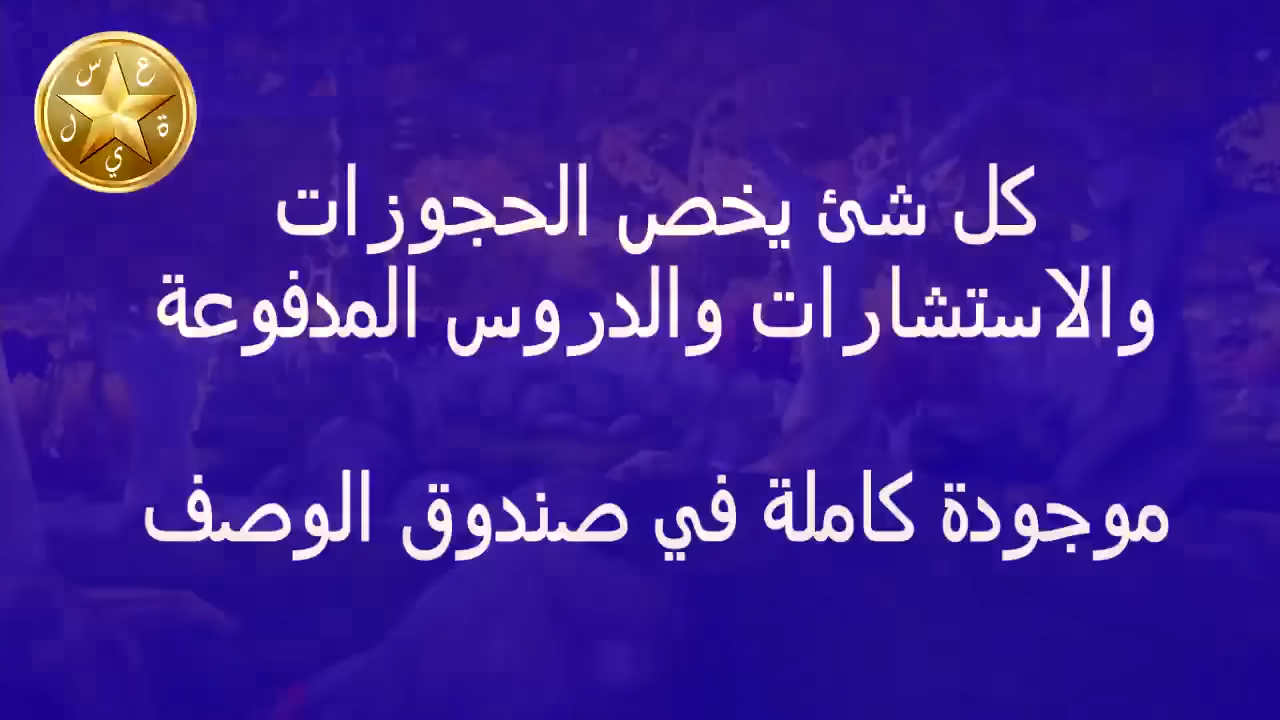 كل شئ يخص الحجوزات
والاستشارات والدروس المدفوعة
موجودة كاملة في صندوق الوصف
ع
س
ل
ي
ة